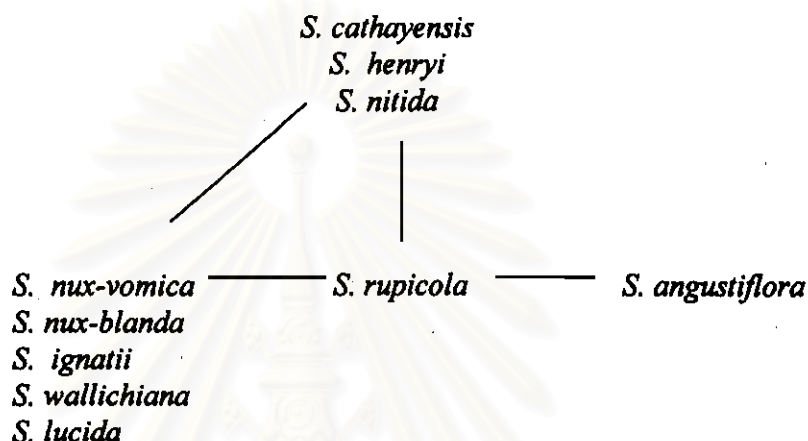 S. cathayensis
S. henryi
S. nitida
S. nux-vomica S. rupicola S. angustiflora
S. nux-blanda
S. ignatii
S. wallichiana
S. lucida